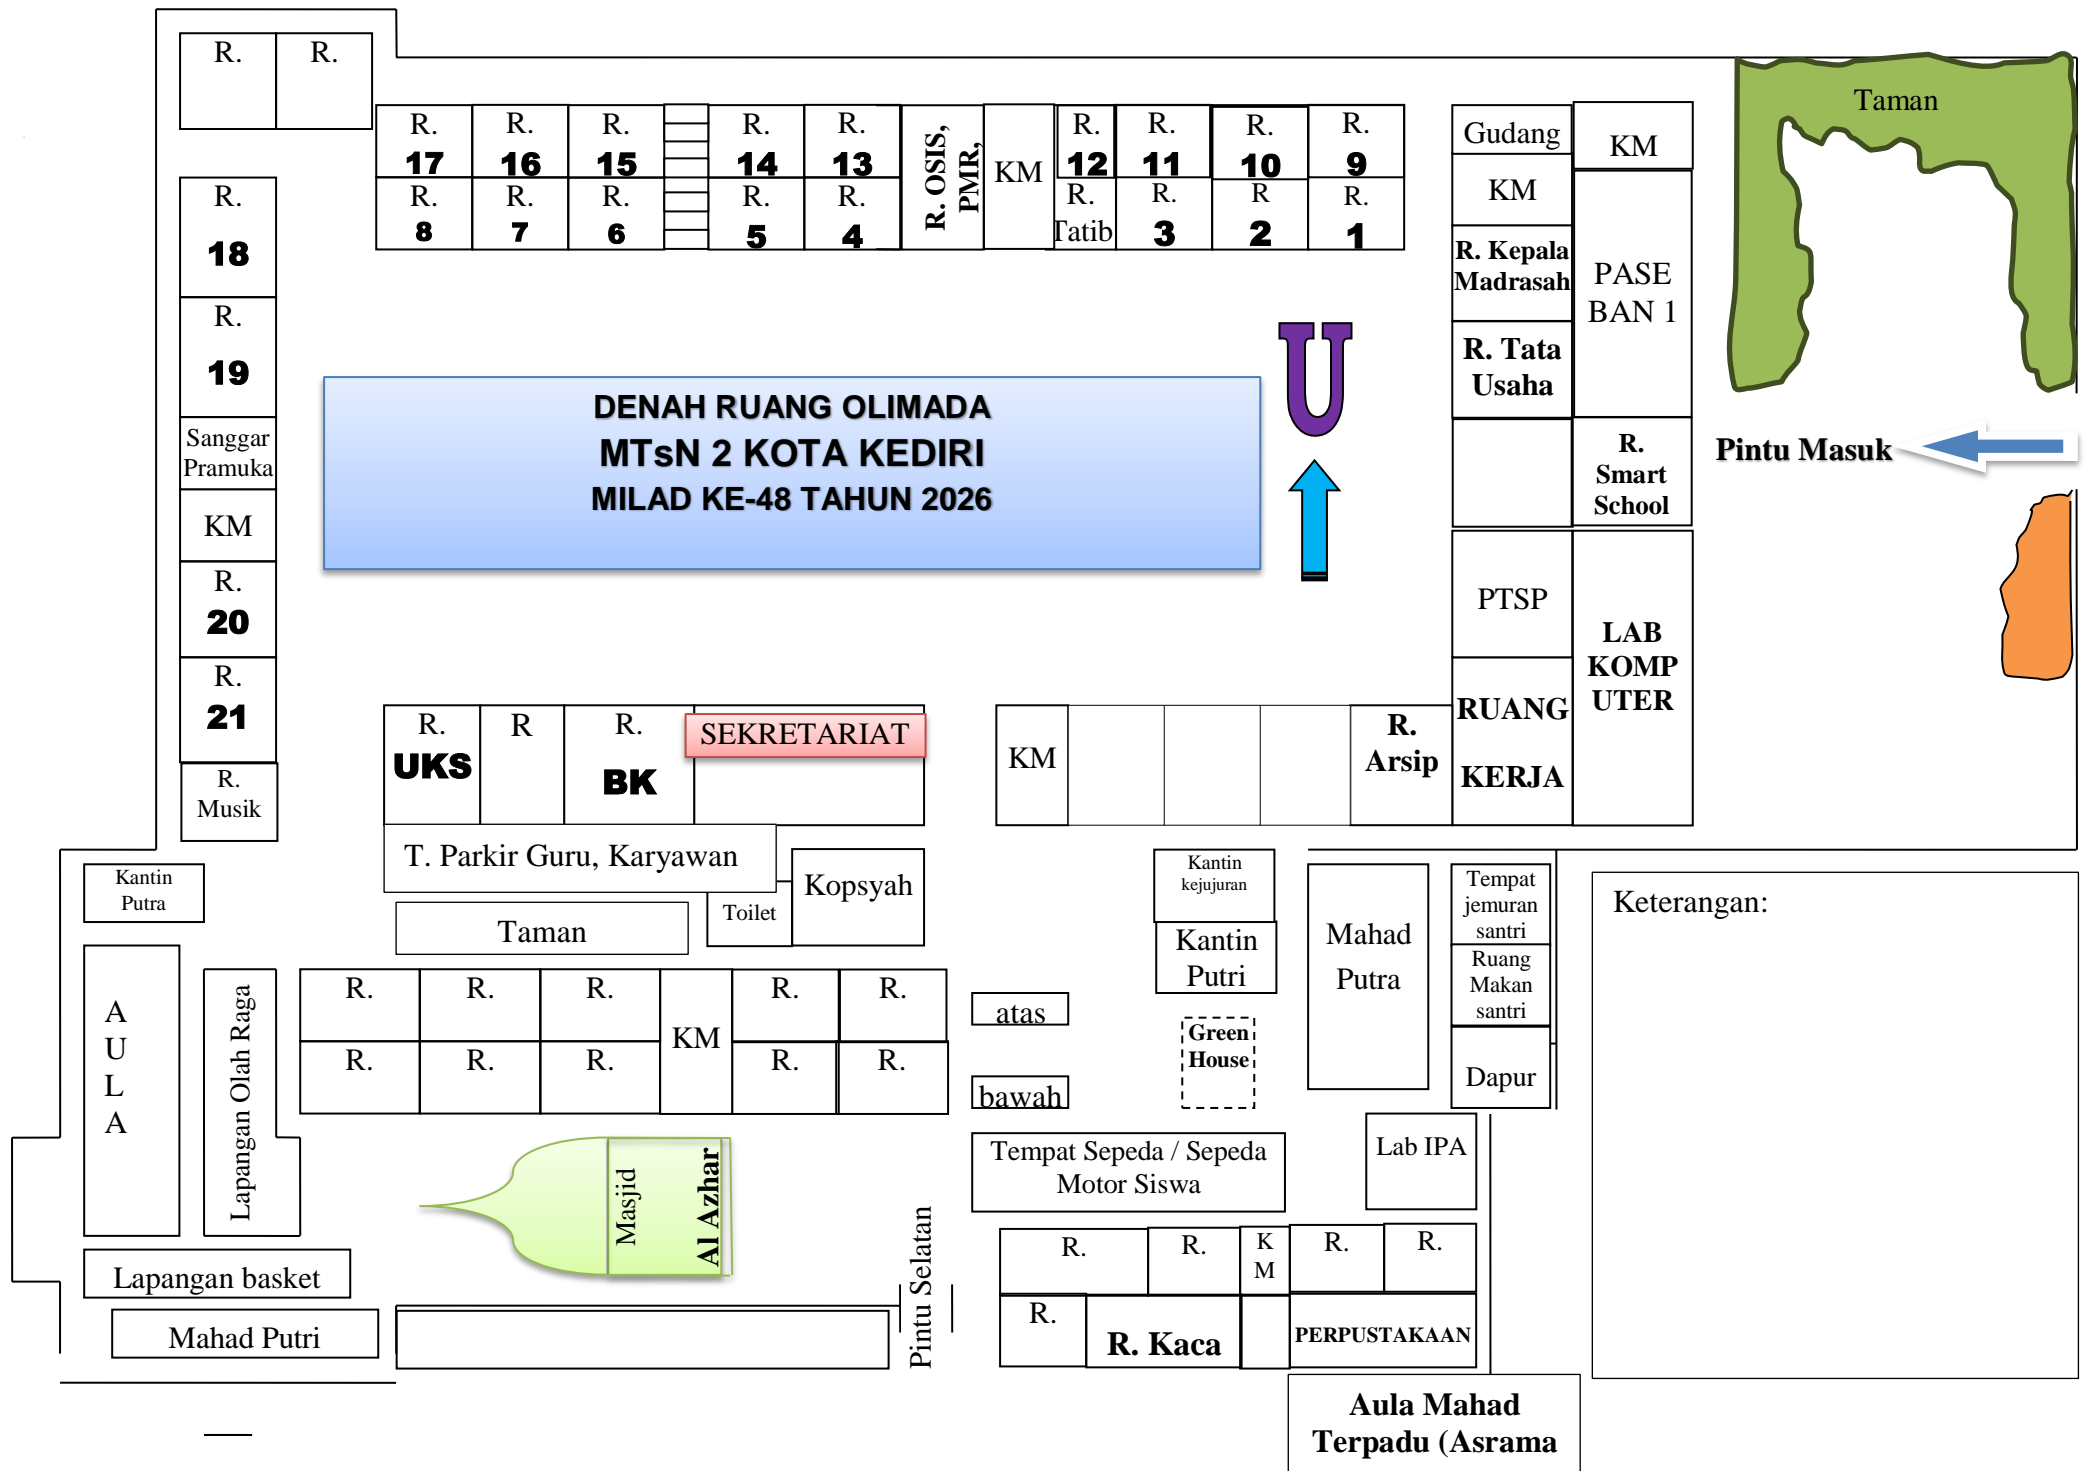 R.
R.
Taman
R.
17
R.
16
R.
15
R.
14
R.
13
R. OSIS,
PMR,
KM
R.
12
R.
11
R.
10
R.
9
Gudang
KM
R.
8
R.
7
R.
6
R.
5
R.
4
R.
Tatib
R.
3
R
2
R.
1
KM
R. Kepala
Madrasah
PASE
BAN 1
R. Tata
Usaha
R.
18
R.
19
Sanggar
Pramuka
KM
R.
20
R.
21
R.
Musik
DENAH RUANG OLIMADA
MTsN 2 KOTA KEDIRI
MILAD KE-48 TAHUN 2026
U
R.
Smart
School
Pintu Masuk
PTSP
LAB
KOMP
UTER
RUANG
KERJA
R.
UKS
R
R.
BK
SEKRETARIAT
KM
R.
Arsip
T. Parkir Guru, Karyawan
Kopsyah
Toilet
Taman
Kantin
Putra
Kantin
kejujuran
Kantin
Putri
Green
House
Mahad
Putra
Tempat
jemuran
santri
Ruang
Makan
santri
Dapur
Keterangan:
A
U
L
A
Lapangan Olah Raga
R.
R.
R.
KM
R.
R.
R.
R.
R.
R.
R.
atas
bawah
Masjid
Al Azhar
Tempat Sepeda / Sepeda
Motor Siswa
Lab IPA
Lapangan basket
Mahad Putri
Pintu Selatan
R.
R.
K
M
R.
R.
R.
R. Kaca
PERPUSTAKAAN
Aula Mahad
Terpadu (Asrama